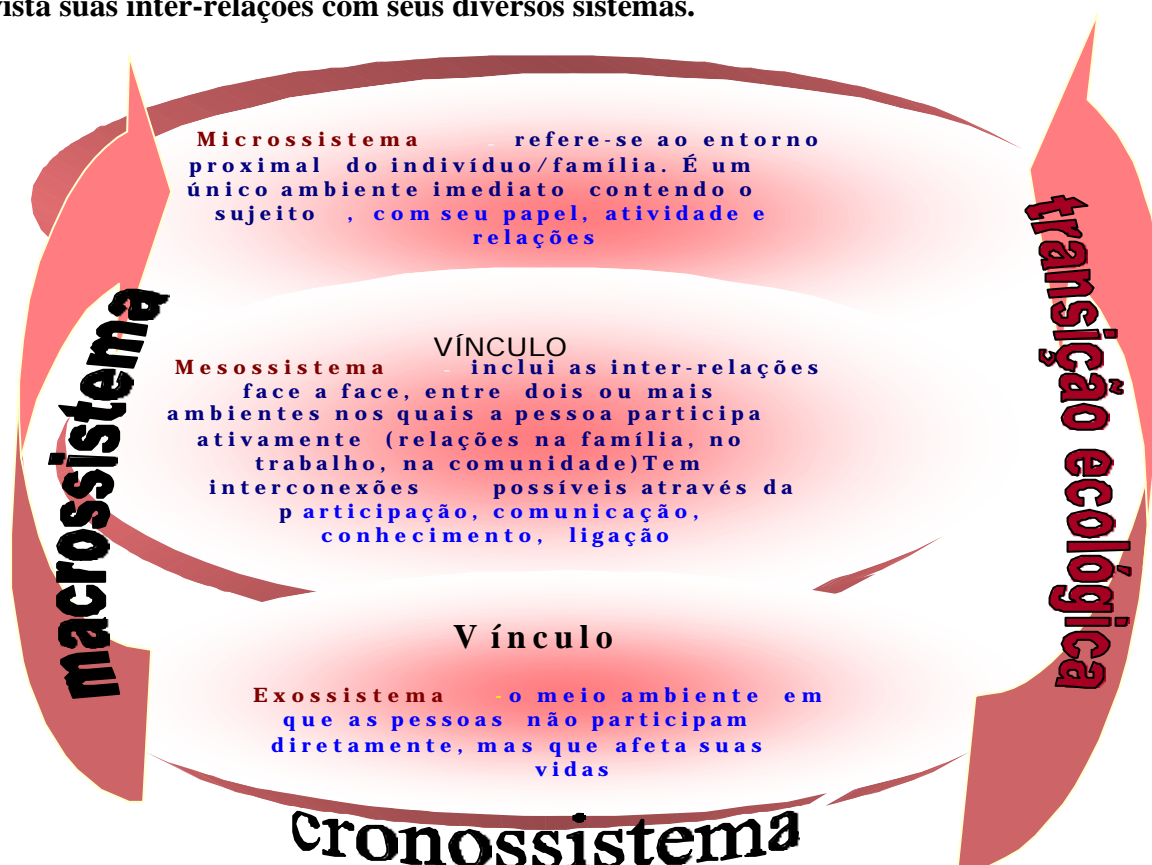 vista suas inter-relações com seus diversos sistemas.
Microssistema - refere-se ao entorno
proximal do indivíduo/família. É um
único ambiente imediato contendo o
sujeito , com seu papel, atividade e
relações
VÍNCULO
Mesossistema - inclui as inter-relações
face a face, entre dois ou mais
ambientes nos quais a pessoa participa
ativamente (relações na família, no
trabalho, na comunidade)Tem
interconexões possíveis através da
participação, comunicação,
conhecimento, ligação
Vínculo
Exossistema -o meio ambiente em
que as pessoas não participam
diretamente, mas que afeta suas
vidas
macrossistema
transição ecológica
cronossistema